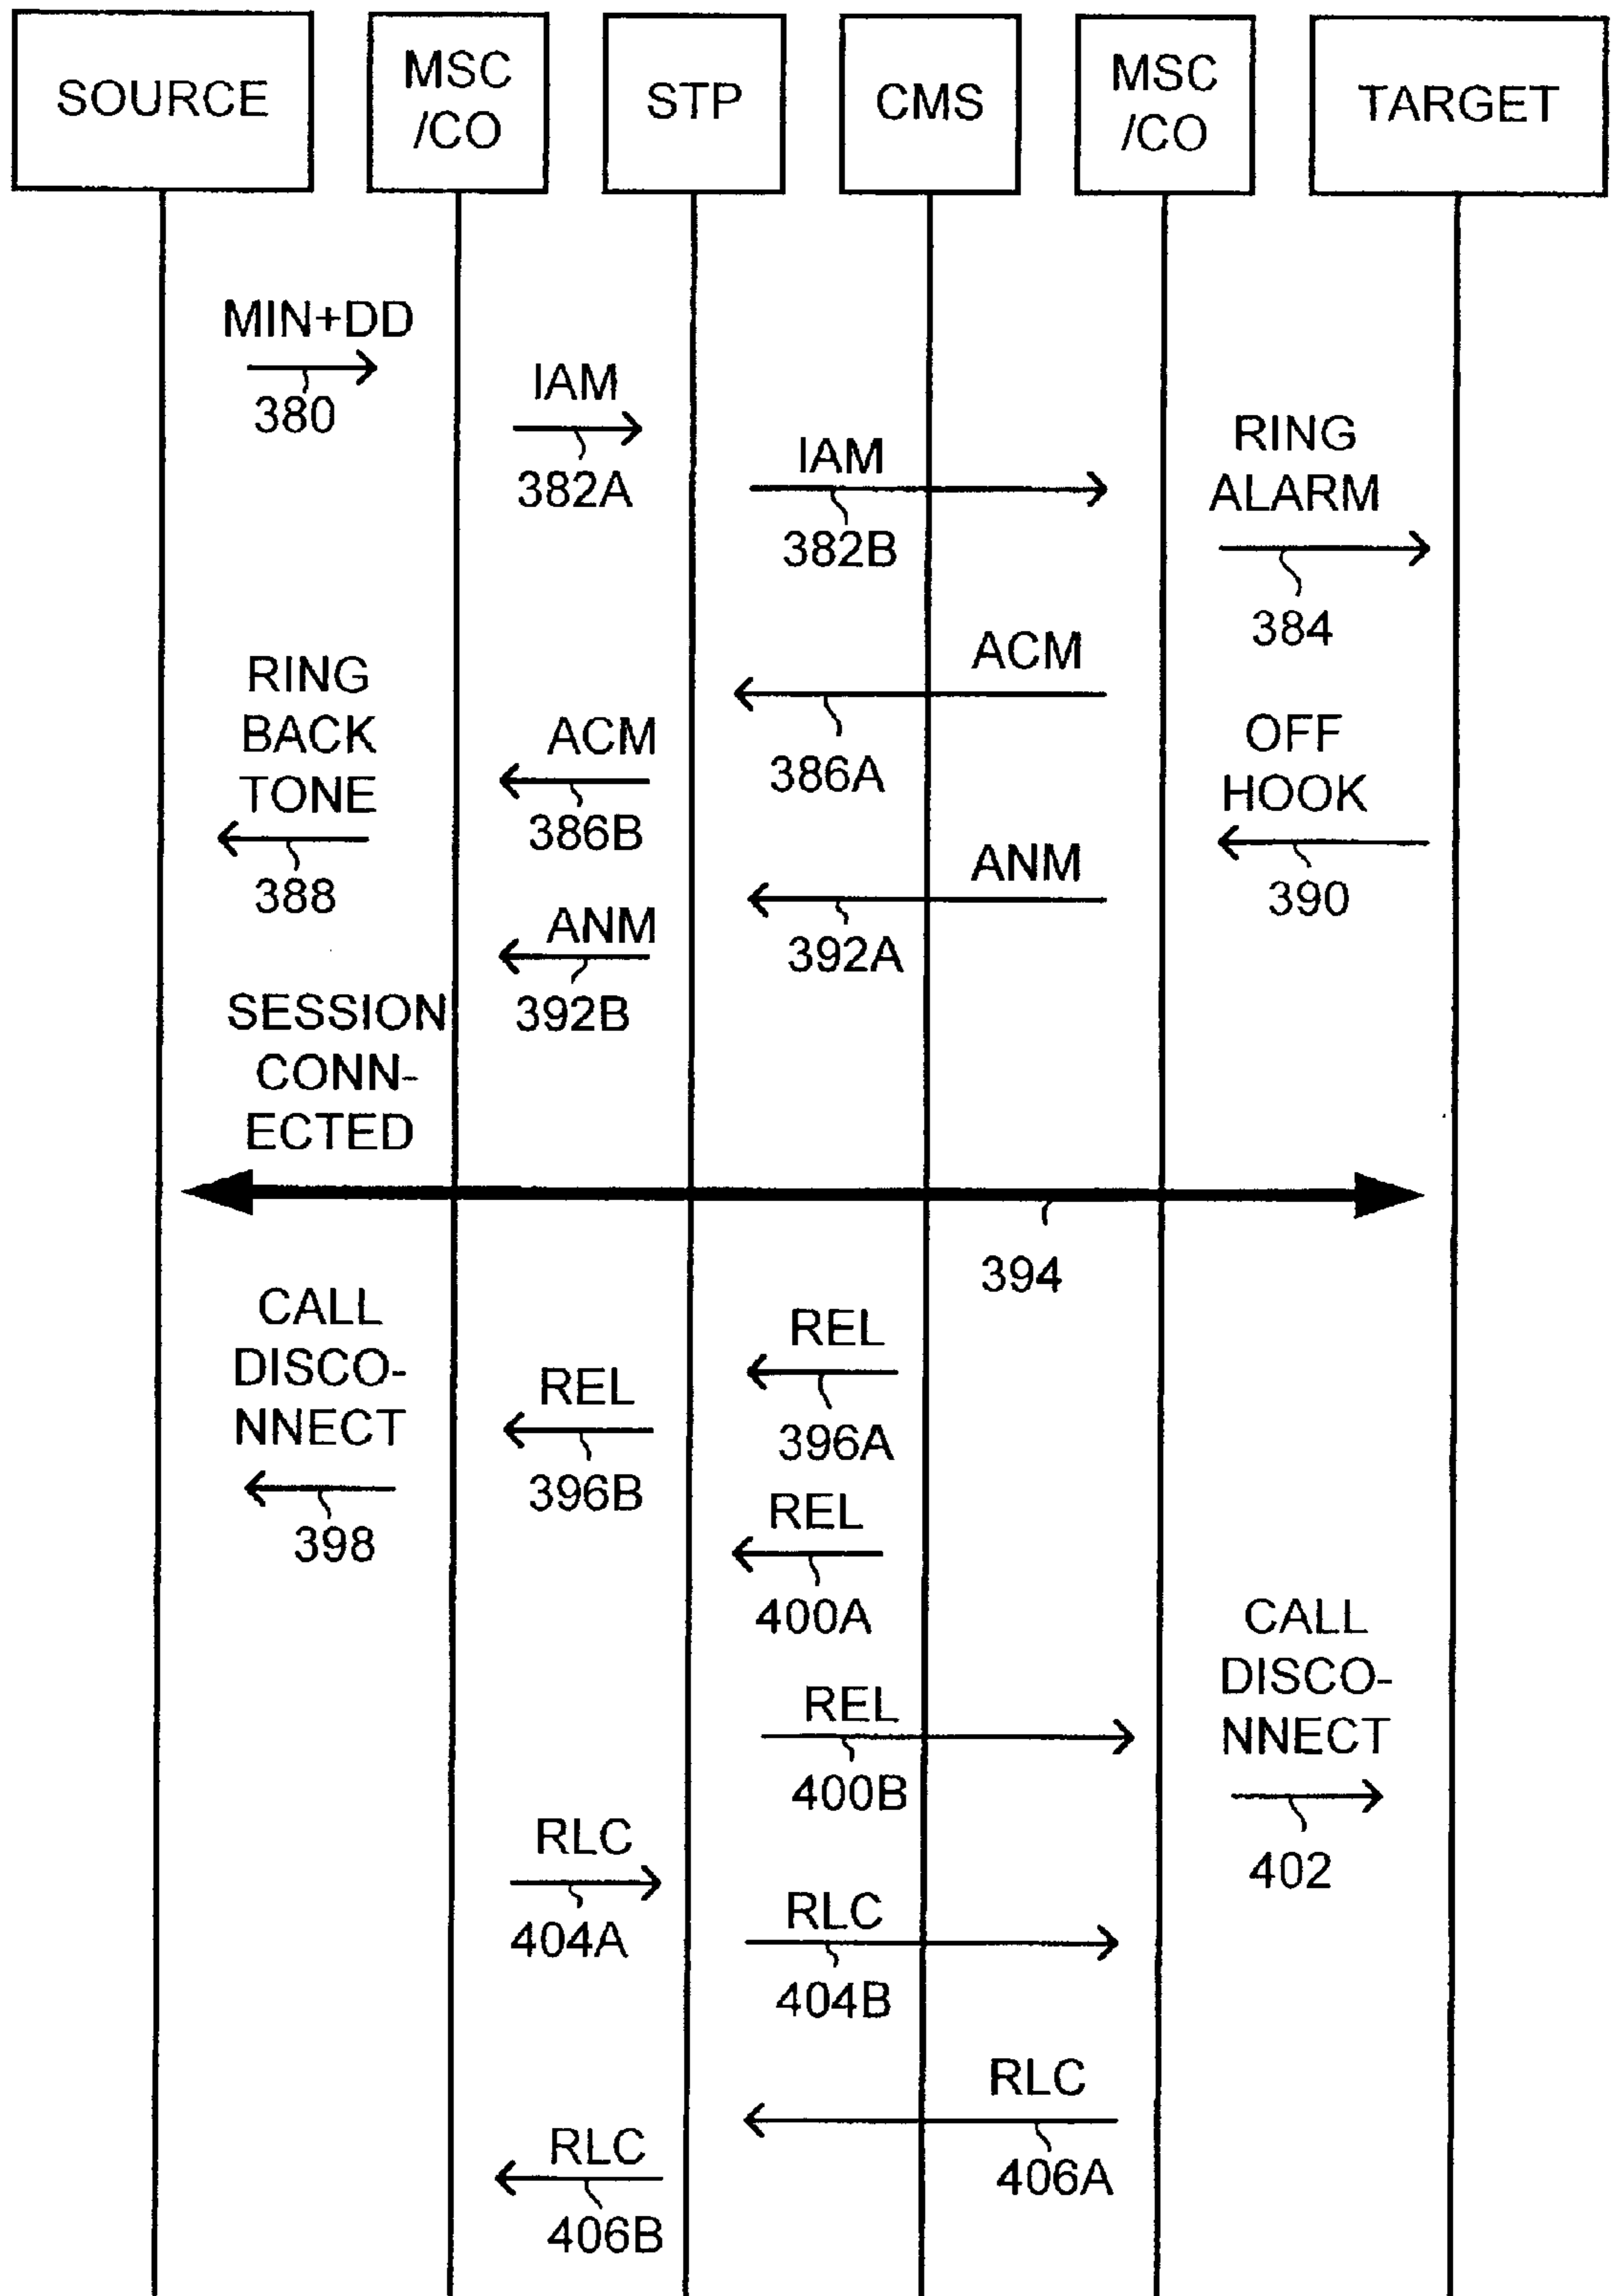 SOURCE
MSC
/CO
STP
CMS
MSC
/CO
TARGET
MIN+DD
380
IAM
382A
IAM
382B
RING
ALARM
384
ACM
386A
RING
BACK
TONE
388
ACM
386B
OFF
HOOK
390
ANM
392A
ANM
392B
SESSION
CONN-
ECTED
394
REL
396A
REL
396B
CALL
DISCO-
NNECT
398
REL
400A
REL
400B
CALL
DISCO-
NNECT
402
RLC
404A
RLC
404B
RLC
406A
RLC
406B